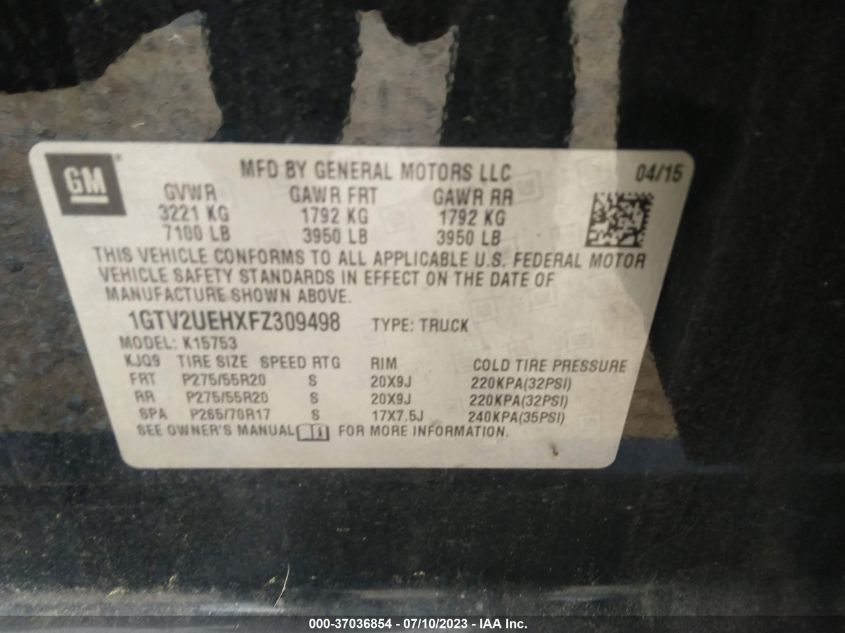 GM
MFD BY GENERAL MOTORS LLC 04/15
GVWR GAWR FRT GAWR RR
3221 KG 1792 KG 1792 KG
7100 LB 3950 LB 3950 LB
THIS VEHICLE CONFORMS TO ALL APPLICABLE U.S. FEDERAL MOTOR
VEHICLE SAFETY STANDARDS IN EFFECT ON THE DATE OF
MANUFACTURE SHOWN ABOVE.
1GTV2UEHXFZ309498 TYPE: TRUCK
MODEL: K15753
KJQ9 TIRE SIZE SPEED RTG RIM COLD TIRE PRESSURE
FRT P275/55R20 S 20X9J 220KPA(32PSI)
RR P275/55R20 S 20X9J 220KPA(32PSI)
SPA P265/70R17 S 17X7.5J 240KPA(35PSI)
SEE OWNER'S MANUAL FOR MORE INFORMATION.
000-37036854 - 07/10/2023 - IAA Inc.